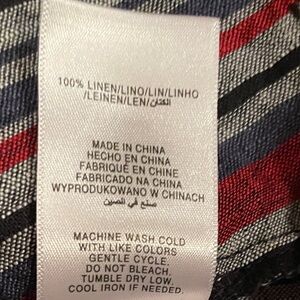 100% LINEN/LINO/LIN/LINHO
/LEINEN/LEN/الكتان
MADE IN CHINA
HECHO EN CHINA
FABRIQUÉ EN CHINE
FABRICADO NA CHINA
WYPRODUKOWANO W CHINACH
صنع في الصين
MACHINE WASH COLD
WITH LIKE COLORS
GENTLE CYCLE.
DO NOT BLEACH,
TUMBLE DRY LOW,
COOL IRON IF NEEDED.